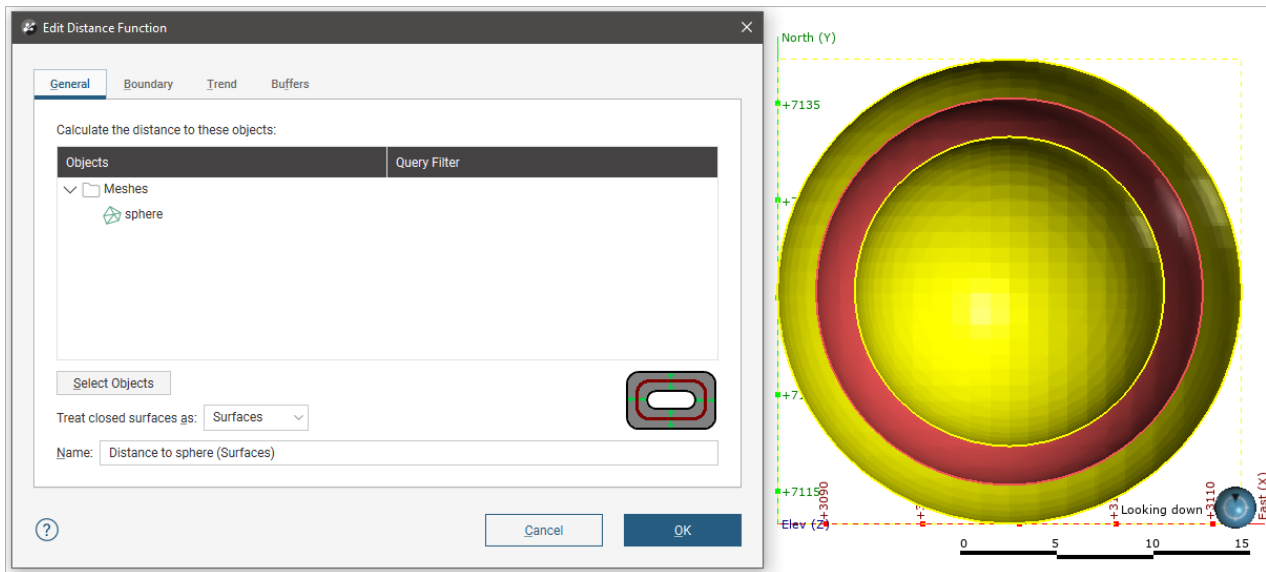 Edit Distance Function
General Boundary Trend Buffers
Calculate the distance to these objects:
Objects Query Filter
Meshes
sphere
Select Objects
Treat closed surfaces as: Surfaces
Name: Distance to sphere (Surfaces)
Cancel OK
North (Y)
+7135
+7115
Elev (Z)
+3090
+3110
East (X)
Looking down
0 5 10 15